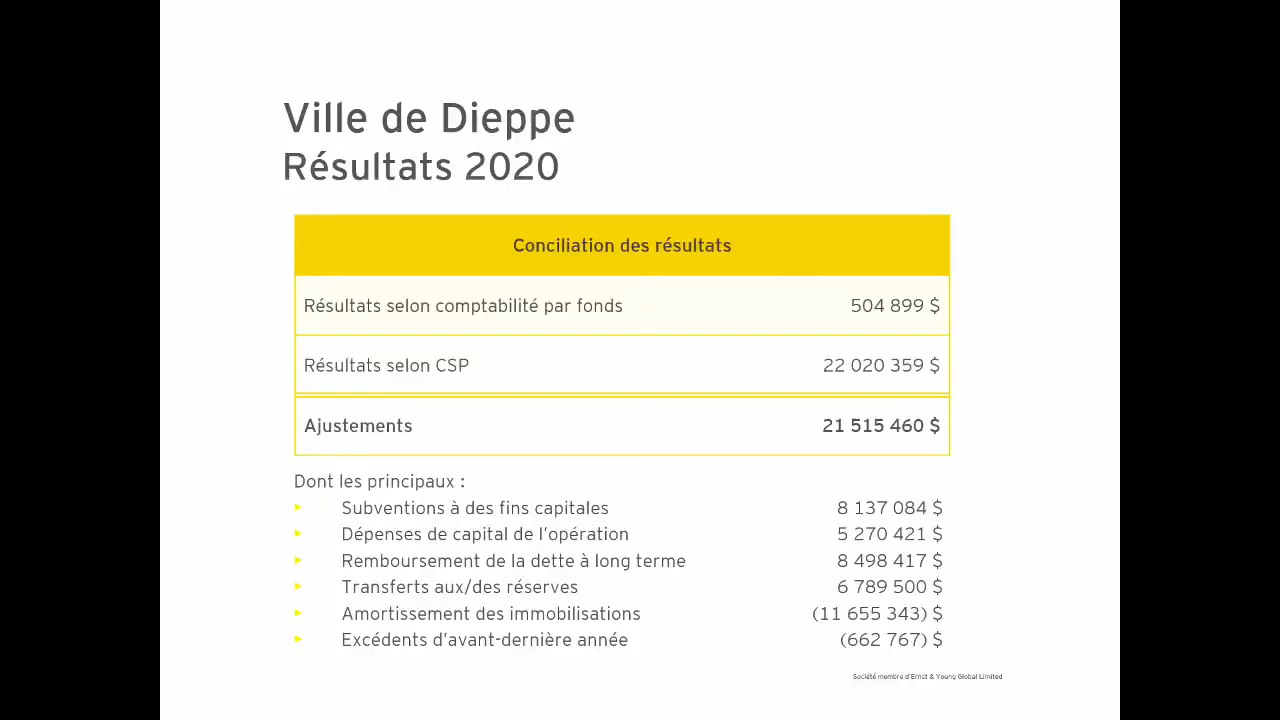 Ville de Dieppe
Résultats 2020
Conciliation des résultats
Résultats selon comptabilité par fonds 504 899 $
Résultats selon CSP 22 020 359 $
Ajustements 21 515 460 $
Dont les principaux :
► Subventions à des fins capitales 8 137 084 $
► Dépenses de capital de l’opération 5 270 421 $
► Remboursement de la dette à long terme 8 498 417 $
► Transferts aux/des réserves 6 789 500 $
► Amortissement des immobilisations (11 655 343) $
► Excédents d’avant-dernière année (662 767) $
Société membre d’Ernst & Young Global Limited